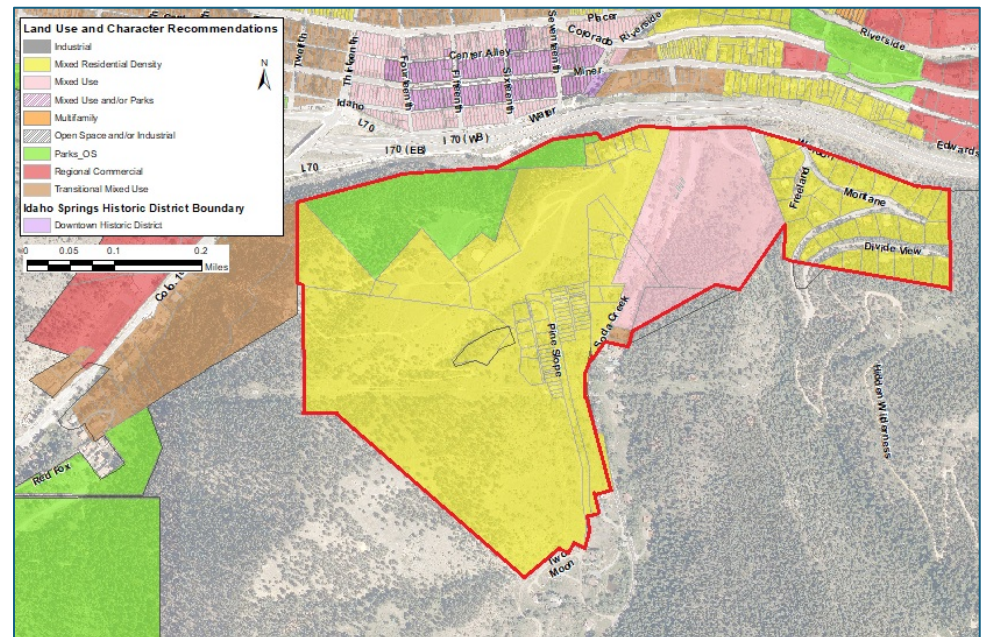 Land Use and Character Recommendations
Industrial
Mixed Residential Density
Mixed Use
Mixed Use and/or Parks
Multifamily
Open Space and/or Industrial
Parks_OS
Regional Commercial
Transitional Mixed Use
Idaho Springs Historic District Boundary
Downtown Historic District
N
0 0.05 0.1 0.2
Miles
Twelfth
Thirteenth
Fourteenth
Fifteenth
Sixteenth
Seventeenth
Placer
Colorado
Riverside
Riverside
Center Alley
Miner
Idaho
Water
I 70
I 70 (EB)
I 70 (WB)
I 70
Edwards
Freeland
Montane
Divide View
Soda Creek
Pine Slope
Hidden Wilderness
Red Fox
Two
Moon